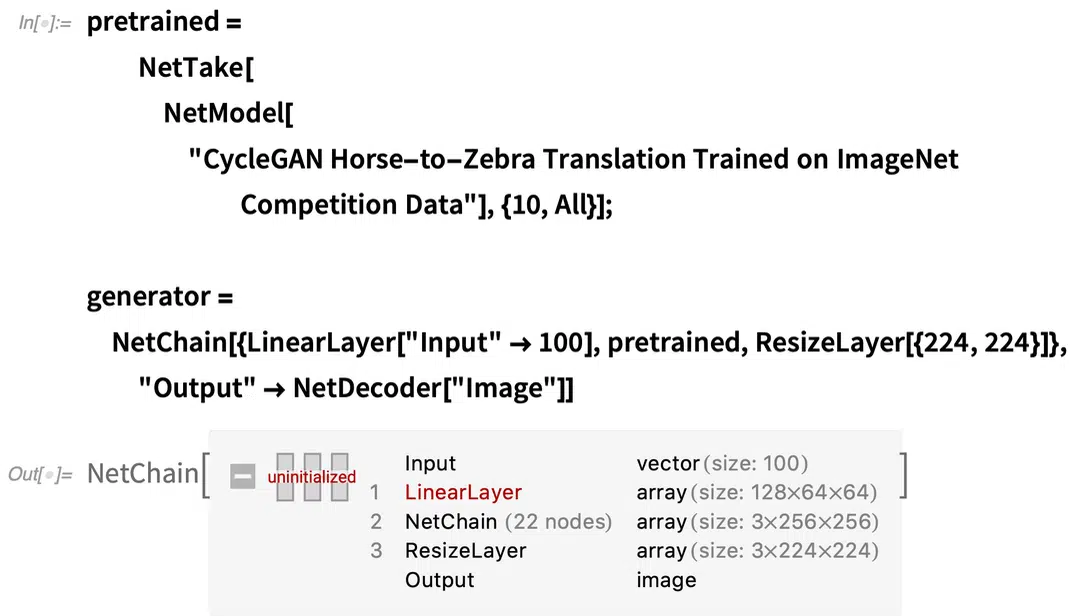 In[•]:= pretrained =
NetTake[
NetModel[
"CycleGAN Horse–to–Zebra Translation Trained on ImageNet
Competition Data"], {10, All}];
generator =
NetChain[{LinearLayer["Input" → 100], pretrained, ResizeLayer[{224, 224}]},
"Output" → NetDecoder["Image"]]
Out[•]= NetChain[
uninitialized
Input vector (size: 100)
1 LinearLayer array (size: 128×64×64)
2 NetChain (22 nodes) array (size: 3×256×256)
3 ResizeLayer array (size: 3×224×224)
Output image
]